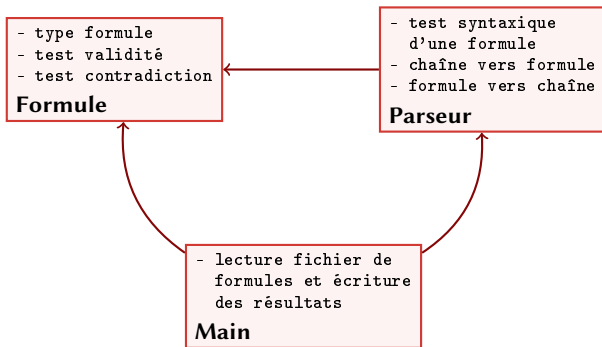 - type formule
- test validité
- test contradiction
Formule
- test syntaxique
d'une formule
- chaîne vers formule
- formule vers chaîne
Parseur
- lecture fichier de
formules et écriture
des résultats
Main